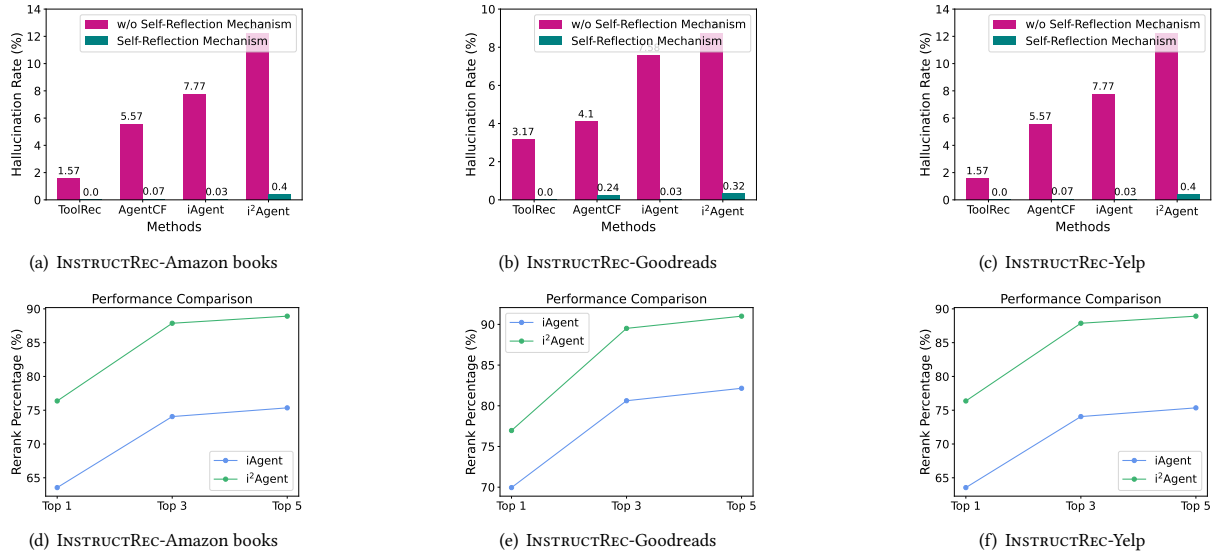 14
12
10
8
6
4
2
0
Hallucination Rate (%)
w/o Self-Reflection Mechanism
Self-Reflection Mechanism
1.57
0.0
5.57
0.07
7.77
0.03
0.4
ToolRec
AgentCF
iAgent
i²Agent
Methods
(a) INSTRUCTREC-Amazon books
10
8
6
4
2
0
Hallucination Rate (%)
w/o Self-Reflection Mechanism
Self-Reflection Mechanism
3.17
0.0
4.1
0.24
0.03
0.32
ToolRec
AgentCF
iAgent
i²Agent
Methods
(b) INSTRUCTREC-Goodreads
14
12
10
8
6
4
2
0
Hallucination Rate (%)
w/o Self-Reflection Mechanism
Self-Reflection Mechanism
1.57
0.0
5.57
0.07
7.77
0.03
0.4
ToolRec
AgentCF
iAgent
i²Agent
Methods
(c) INSTRUCTREC-Yelp
Performance Comparison
90
85
80
75
70
65
Rerank Percentage (%)
iAgent
i²Agent
Top 1
Top 3
Top 5
(d) INSTRUCTREC-Amazon books
Performance Comparison
90
85
80
75
70
Rerank Percentage (%)
iAgent
i²Agent
Top 1
Top 3
Top 5
(e) INSTRUCTREC-Goodreads
Performance Comparison
90
85
80
75
70
65
Rerank Percentage (%)
iAgent
i²Agent
Top 1
Top 3
Top 5
(f) INSTRUCTREC-Yelp